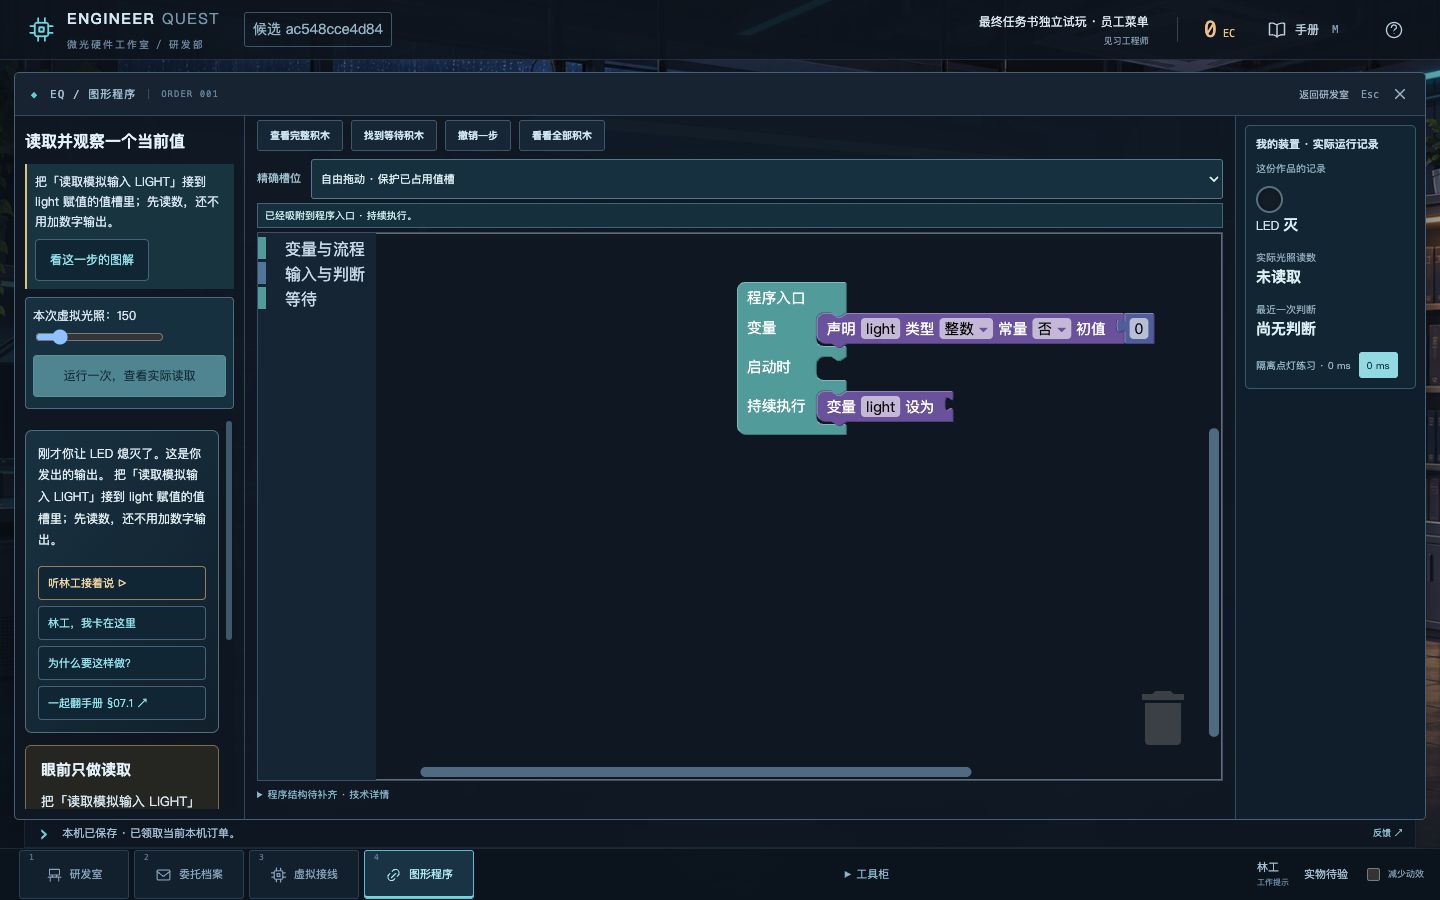 ENGINEER QUEST
微光硬件工作室 / 研发部
候选 ac548cce4d84
最终任务书独立试玩 · 员工菜单
见习工程师
0 EC
手册 M
EQ / 图形程序 ORDER 001
返回研发室 Esc
读取并观察一个当前值
把「读取模拟输入 LIGHT」接到
light 赋值的值槽里；先读数，还不
用加数字输出。
看这一步的图解
本次虚拟光照：150
运行一次，查看实际读取
刚才你让 LED 熄灭了。这是你
发出的输出。 把「读取模拟输
入 LIGHT」接到 light 赋值的值
槽里；先读数，还不用加数字输
出。
听林工接着说 ▷
林工，我卡在这里
为什么要这样做?
一起翻手册 §07.1 ↗
眼前只做读取
把「读取模拟输入 LIGHT」
查看完整积木
找到等待积木
撤销一步
看看全部积木
精确槽位
自由拖动 · 保护已占用值槽
已经吸附到程序入口 · 持续执行。
变量与流程
输入与判断
等待
程序入口
变量 声明 light 类型 整数 常量 否 初值 0
启动时
持续执行 变量 light 设为
▶ 程序结构待补齐 · 技术详情
我的装置 · 实际运行记录
这份作品的记录
LED 灭
实际光照读数
未读取
最近一次判断
尚无判断
隔离点灯练习 · 0 ms 0 ms
本机已保存 · 已领取当前本机订单。
反馈 ↗
1 研发室
2 委托档案
3 虚拟接线
4 图形程序
▶ 工具柜
林工
工作提示
实物待验
减少动效